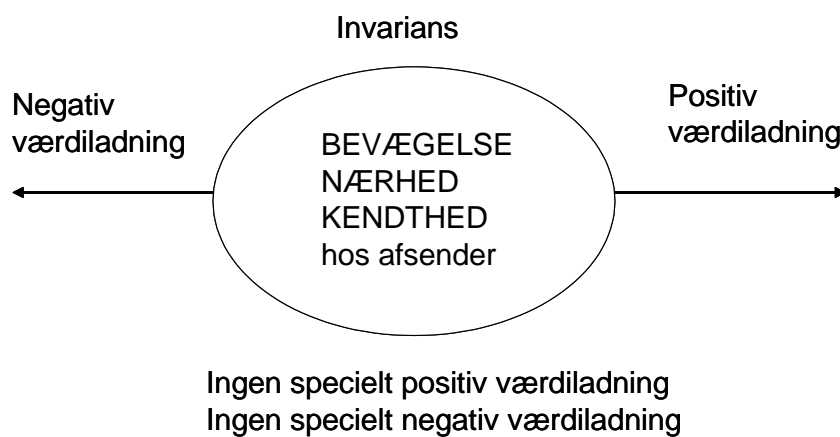 Invarians
Negativ
værdiladning
Positiv
værdiladning
BEVÆGELSE
NÆRHED
KENDTHED
hos afsender
Ingen specielt positiv værdiladning
Ingen specielt negativ værdiladning